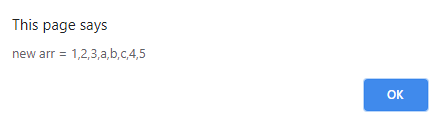 This page says
new arr = 1,2,3,a,b,c,4,5
OK